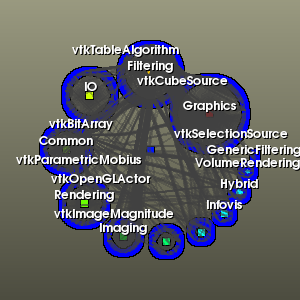 vtkTableAlgorithm
Filtering
vtkCubeSource
IO
Graphics
vtkBitArray
vtkSelectionSource
Common
GenericFiltering
vtkParametricMobius
VolumeRendering
vtkOpenGLActor
Hybrid
Rendering
Infovis
vtkImageMagnitude
Imaging